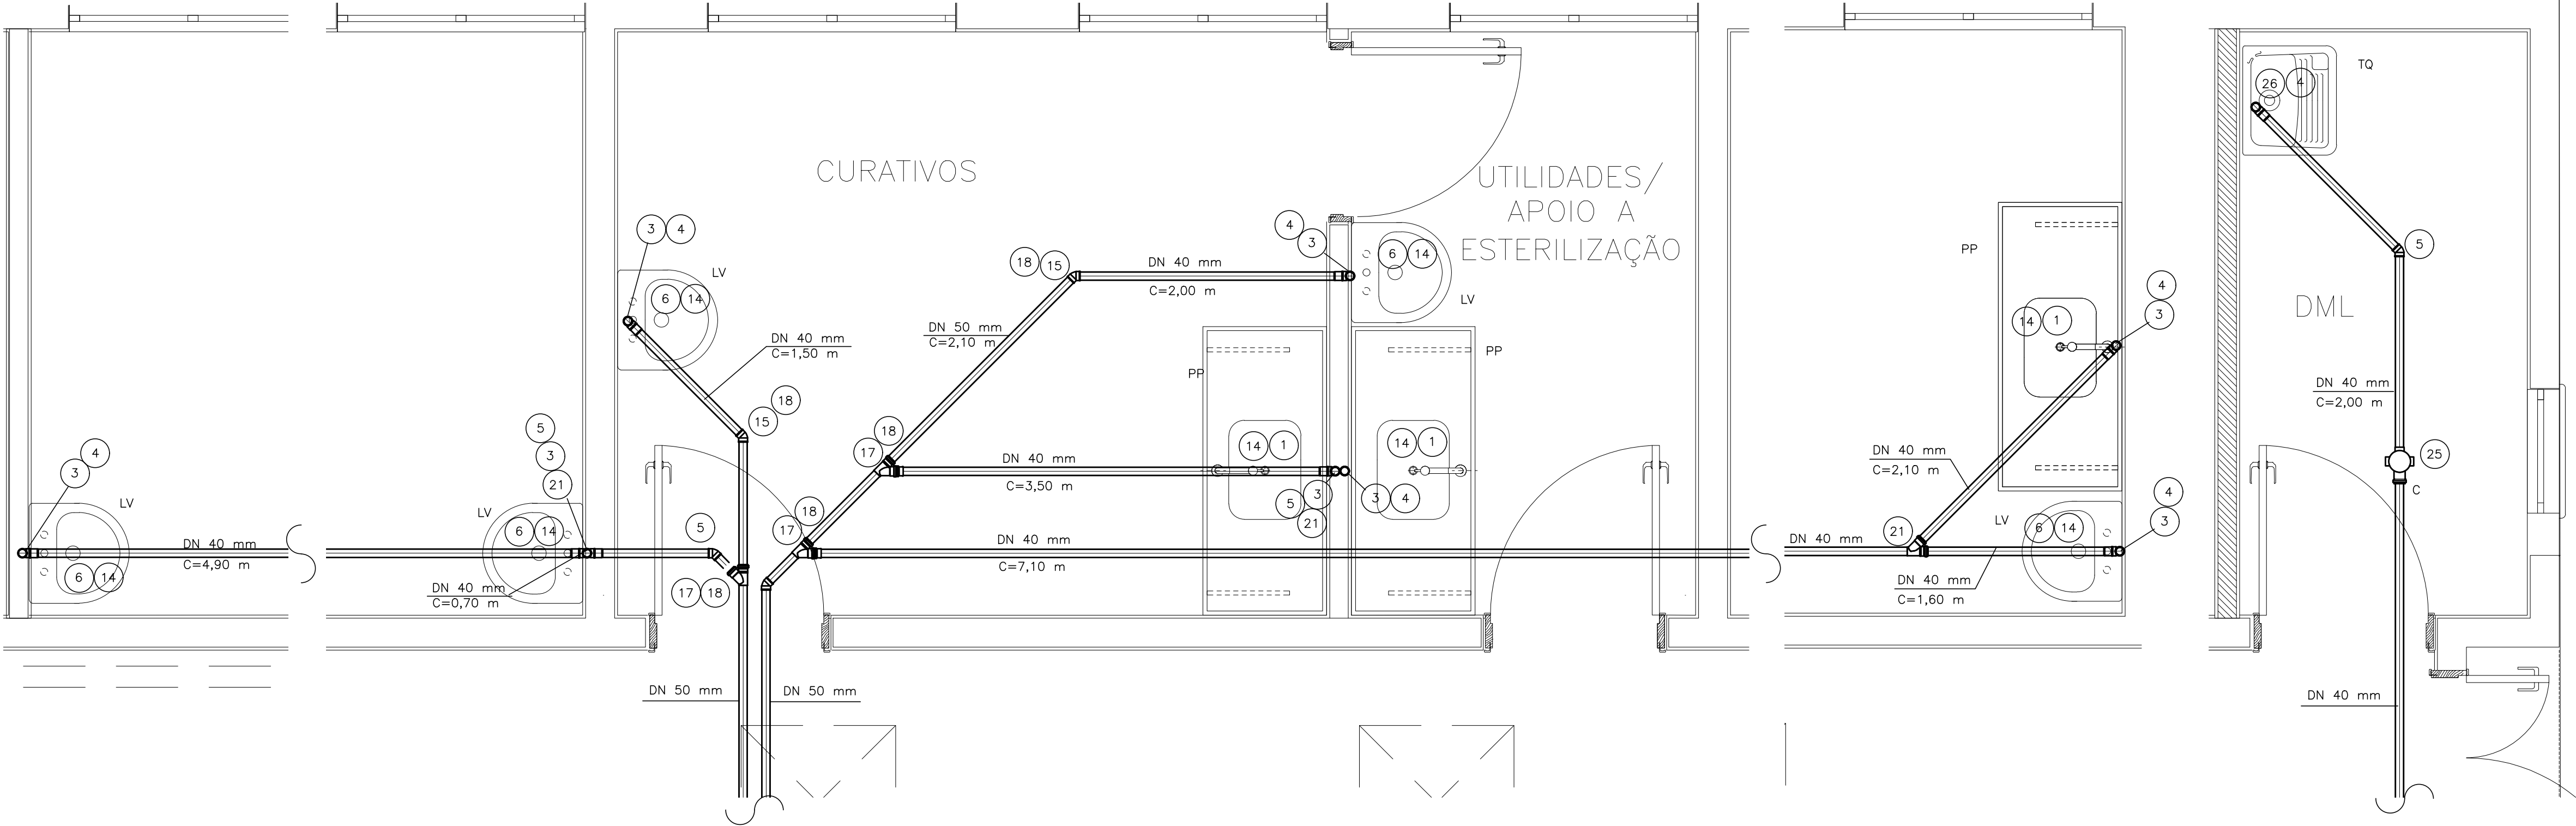 TQ
26 4
CURATIVOS
UTILIDADES/
APOIO A
ESTERILIZAÇÃO
3 4
LV
6 14
4
3
6 14
LV
18 15
DN 40 mm
C=2,00 m
PP
4
3
14 1
5
DML
DN 50 mm
C=2,10 m
DN 40 mm
C=1,50 m
PP
PP
18
15
DN 40 mm
C=2,00 m
5
3
21
4
3
18
17
14 1
14 1
DN 40 mm
C=3,50 m
3
5
21
3 4
DN 40 mm
C=2,10 m
25
C
LV
LV
6 14
4
3
LV
6 14
21
5
18
17
DN 40 mm
C=4,90 m
6 14
DN 40 mm
C=7,10 m
DN 40 mm
DN 40 mm
C=0,70 m
17 18
DN 40 mm
C=1,60 m
DN 50 mm
DN 50 mm
DN 40 mm